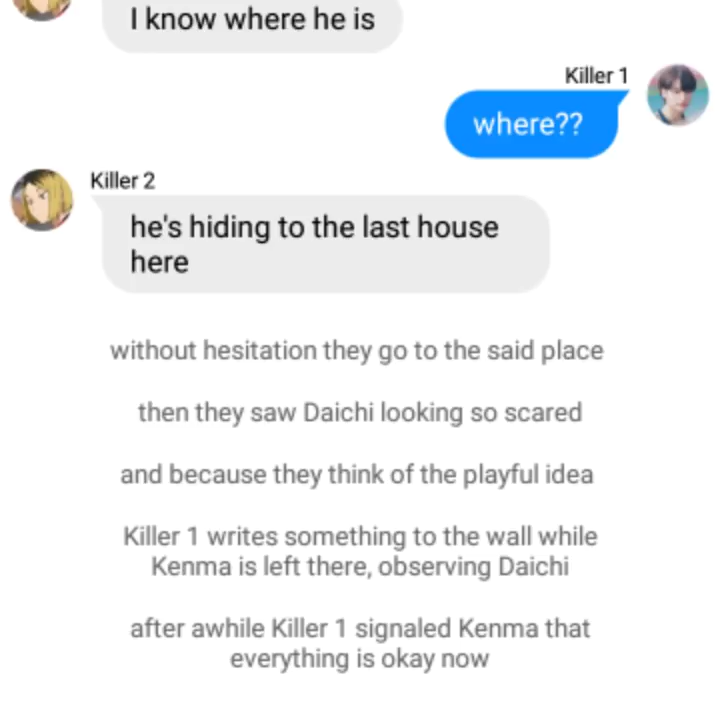 I know where he is
Killer 1
where??
Killer 2
he's hiding to the last house
here
without hesitation they go to the said place
then they saw Daichi looking so scared
and because they think of the playful idea
Killer 1 writes something to the wall while
Kenma is left there, observing Daichi
after awhile Killer 1 signaled Kenma that
everything is okay now